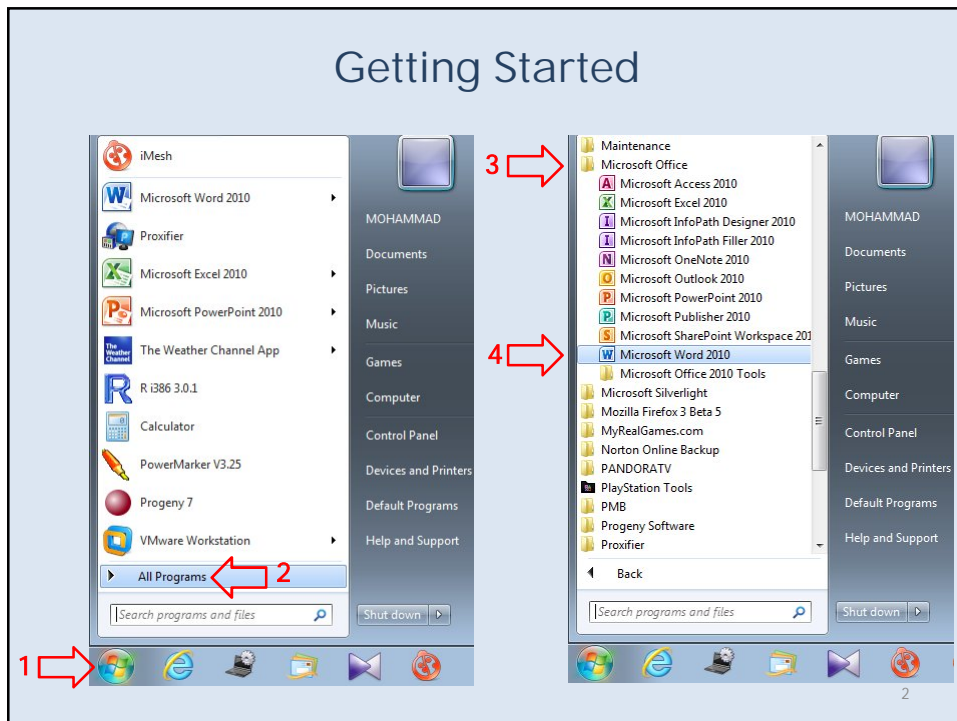 Getting Started
iMesh
Microsoft Word 2010
Proxifier
Microsoft Excel 2010
Microsoft PowerPoint 2010
The Weather Channel
The Weather Channel App
R i386 3.0.1
Calculator
PowerMarker V3.25
Progeny 7
VMware Workstation
All Programs
2
Search programs and files
1
MOHAMMAD
Documents
Pictures
Music
Games
Computer
Control Panel
Devices and Printers
Default Programs
Help and Support
Shut down
Maintenance
3
Microsoft Office
Microsoft Access 2010
Microsoft Excel 2010
Microsoft InfoPath Designer 2010
Microsoft InfoPath Filler 2010
Microsoft OneNote 2010
Microsoft Outlook 2010
Microsoft PowerPoint 2010
Microsoft Publisher 2010
Microsoft SharePoint Workspace 201
4
Microsoft Word 2010
Microsoft Office 2010 Tools
Microsoft Silverlight
Mozilla Firefox 3 Beta 5
MyRealGames.com
Norton Online Backup
PANDORATV
PlayStation Tools
PMB
Progeny Software
Proxifier
Back
Search programs and files
MOHAMMAD
Documents
Pictures
Music
Games
Computer
Control Panel
Devices and Printers
Default Programs
Help and Support
Shut down
2